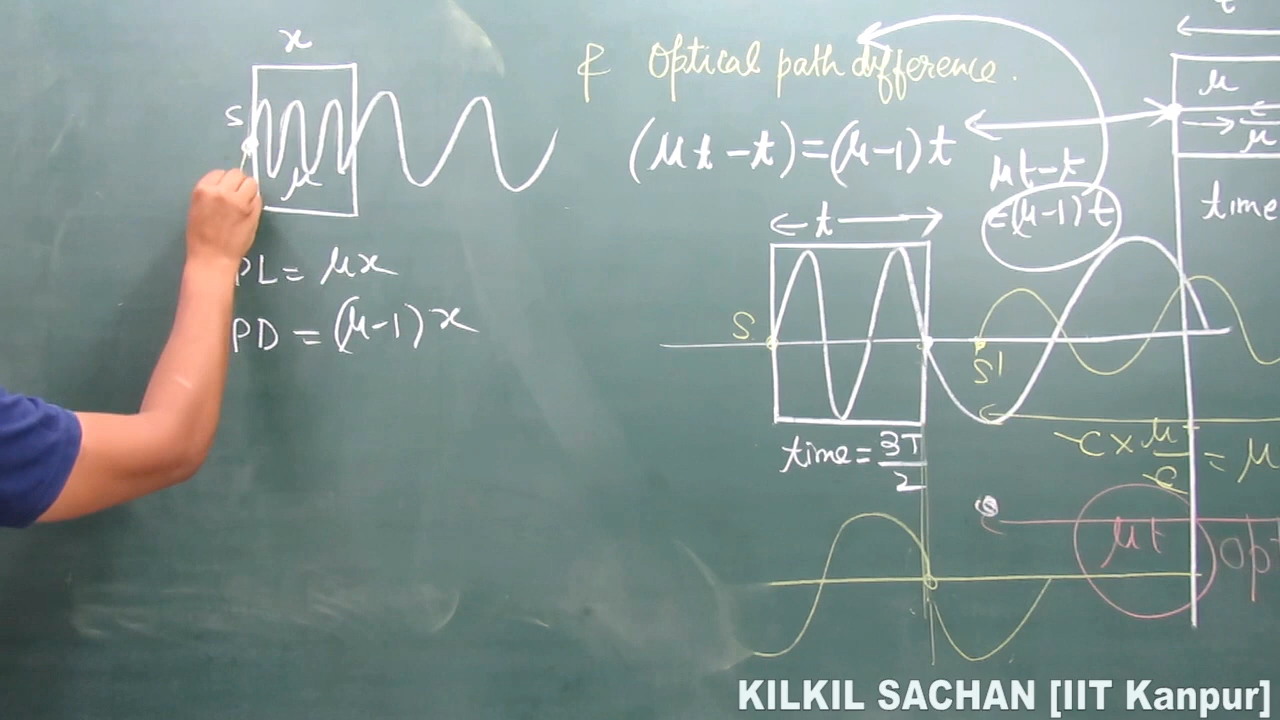 x
S
μ
PL = μx
PD = (μ-1)x
& Optical path difference.
(μt - t) = (μ-1)t
μt - t
= (μ-1)t
t
S
S'
time = 3T/2
μ
μ
time
c × μ/c = μ
μt
KILKIL SACHAN [IIT Kanpur]